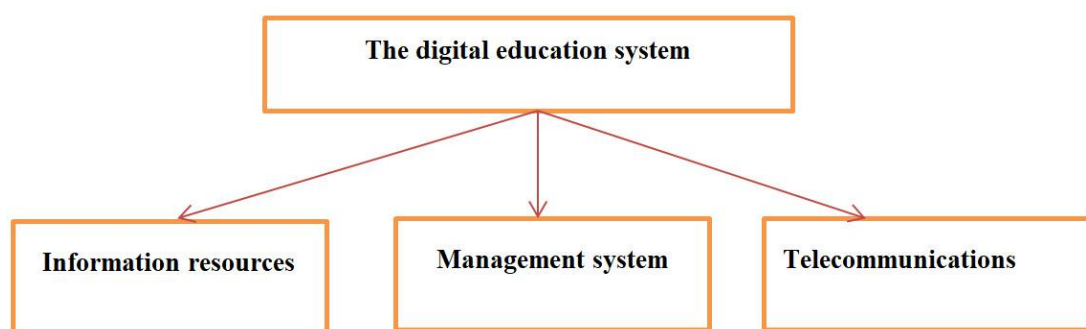 The digital education system
Information resources
Management system
Telecommunications